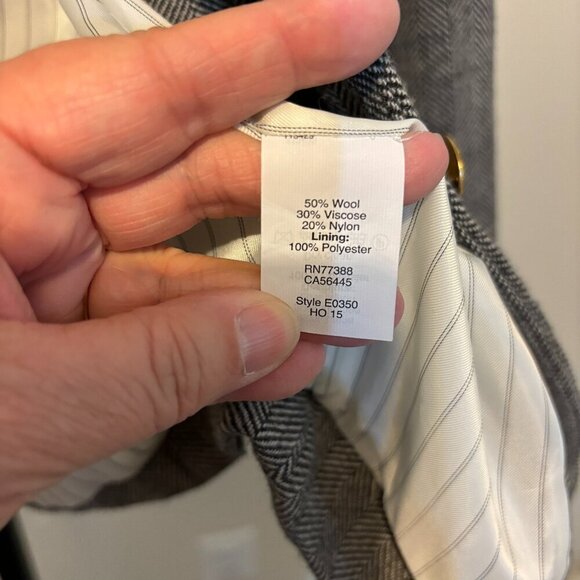 50% Wool
30% Viscose
20% Nylon
Lining:
100% Polyester
RN77388
CA56445
Style E0350
HO 15